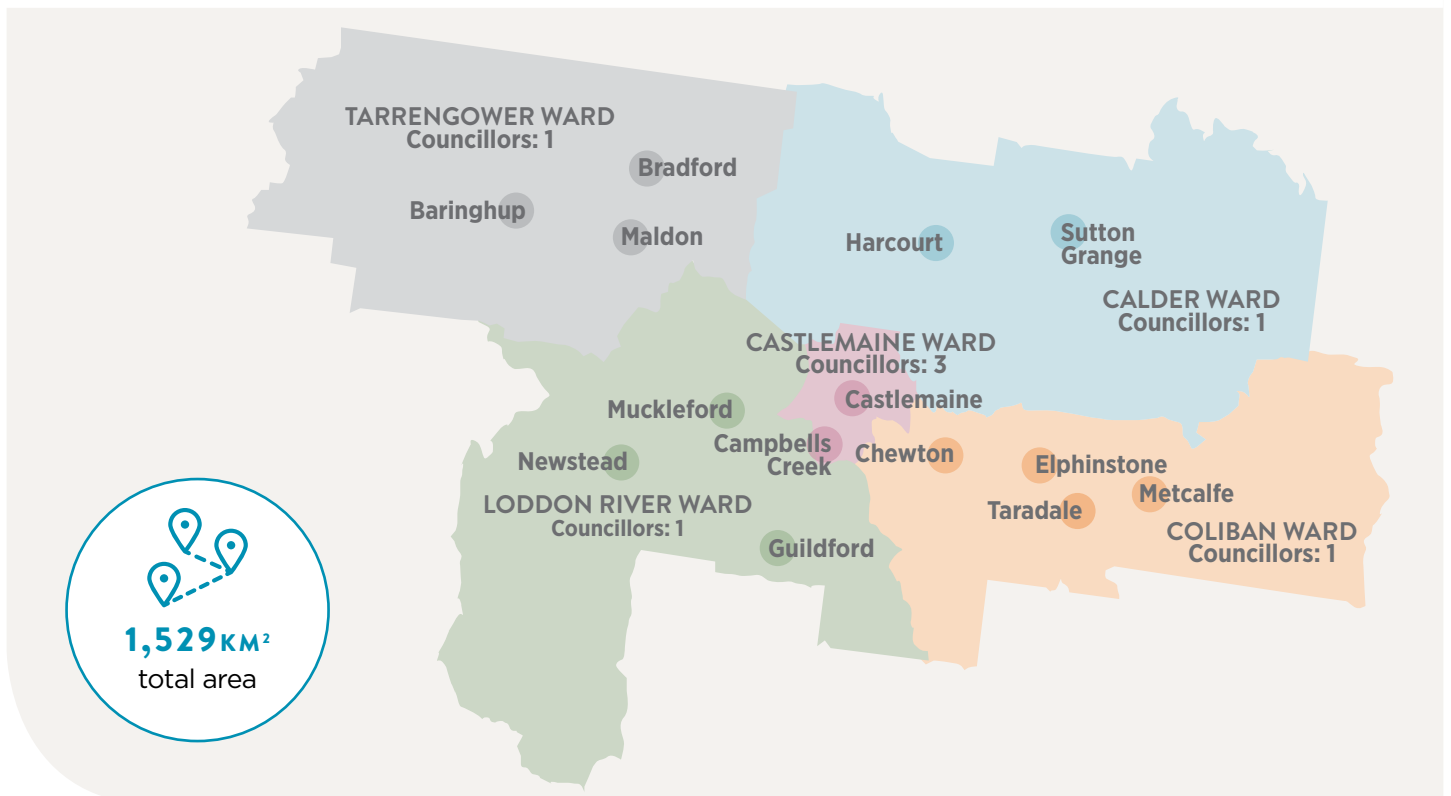 TARRENGOWER WARD
Councillors: 1
Bradford
Baringhup
Maldon
Harcourt
Sutton
Grange
CALDER WARD
Councillors: 1
CASTLEMAINE WARD
Councillors: 3
Castlemaine
Muckleford
Campbells
Creek
Chewton
Newstead
Elphinstone
Metcalfe
Taradale
LODDON RIVER WARD
Councillors: 1
COLIBAN WARD
Councillors: 1
Guildford
1,529KM²
total area